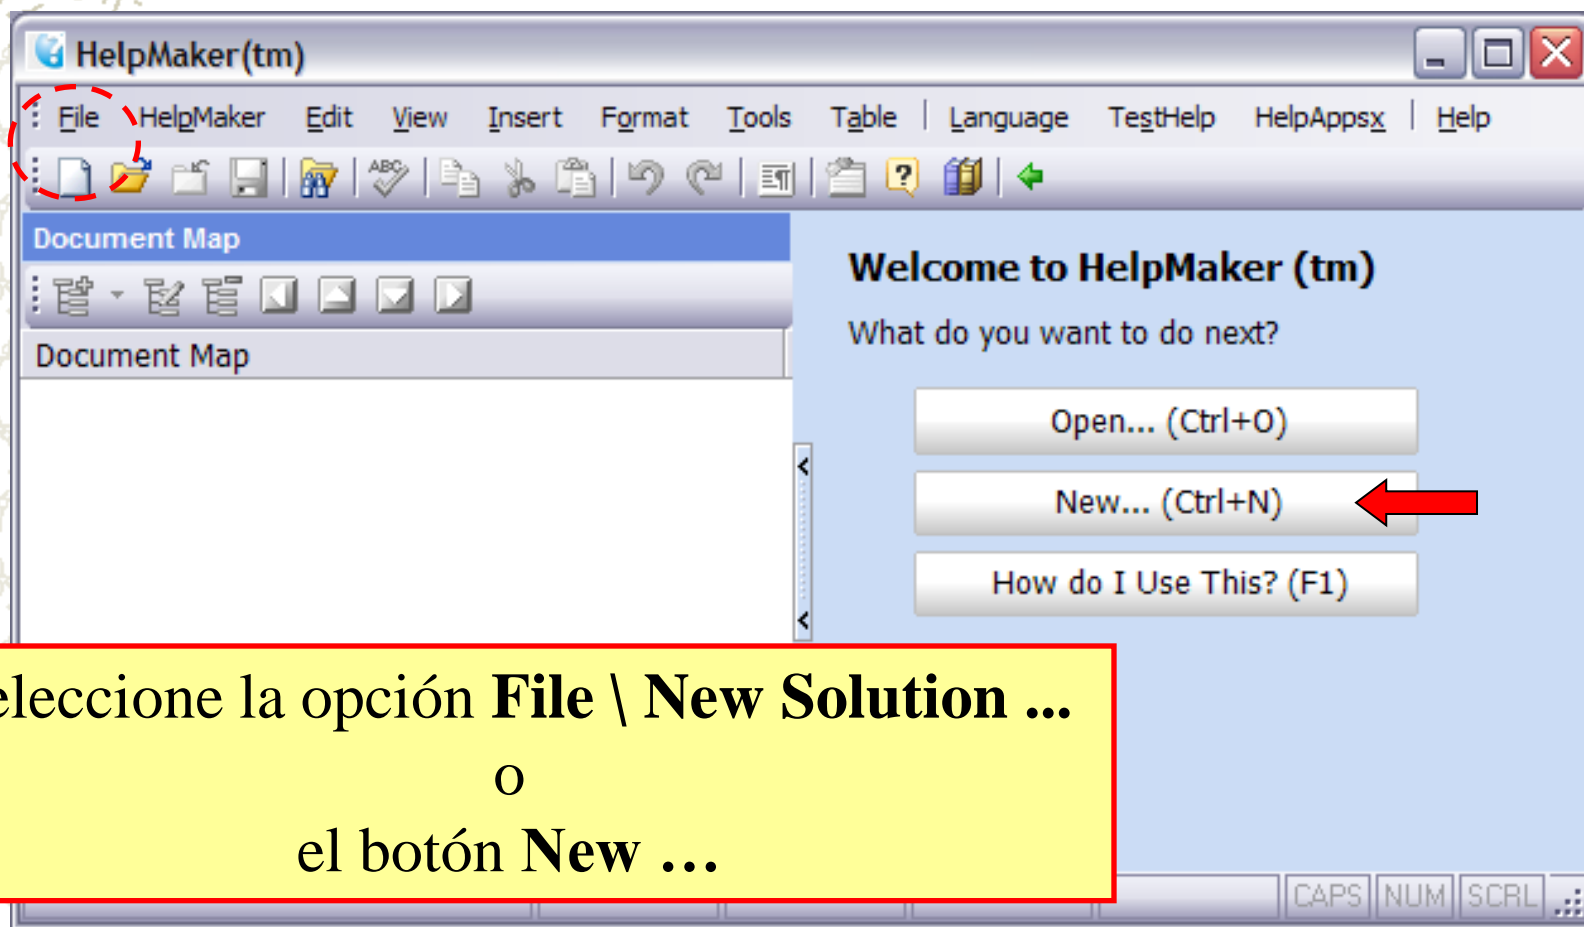 HelpMaker(tm)
File HelpMaker Edit View Insert Format Tools Table Language TestHelp HelpAppsx Help
ABC
Document Map
Document Map
Welcome to HelpMaker (tm)
What do you want to do next?
Open... (Ctrl+O)
New... (Ctrl+N)
How do I Use This? (F1)
eleccione la opción File \ New Solution ...
o
el botón New …
CAPS NUM SCRL